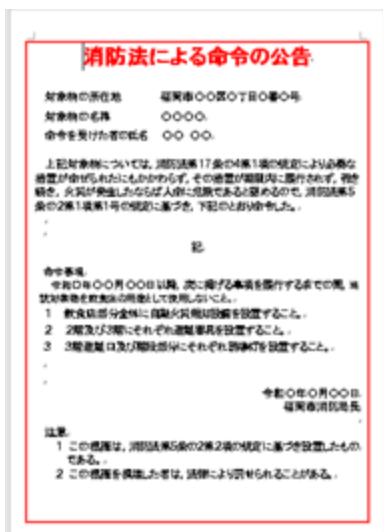 消防法による命令の公告
対象物の所在地　福岡市〇〇区〇丁目〇番〇号
対象物の名称　〇〇〇〇
命令を受けた者の氏名　〇〇 〇〇
上記対象物については、消防法第17条の4第1項の規定により必要な
措置が命ぜられたにもかかわらず、その措置が期限内に履行されず、引き
続き、火災が発生したならば人命に危険であると認めるので、消防法第5
条の2第1項第1号の規定に基づき、下記のとおり命令した。
記
命令事項
令和〇年〇〇月〇〇日以降、次に掲げる事項を履行するまでの間、当
該対象物を飲食店の用途として使用しないこと。
1　飲食店部分全体に自動火災報知設備を設置すること。
2　2階及び3階にそれぞれ避難器具を設置すること。
3　3階避難口及び階段部分にそれぞれ誘導灯を設置すること。
令和〇年〇月〇〇日
福岡市消防局長
注意
1 この標識は、消防法第5条の2第2項の規定に基づき設置したもの
である。
2 この標識を損壊した者は、法律により罰せられることがある。